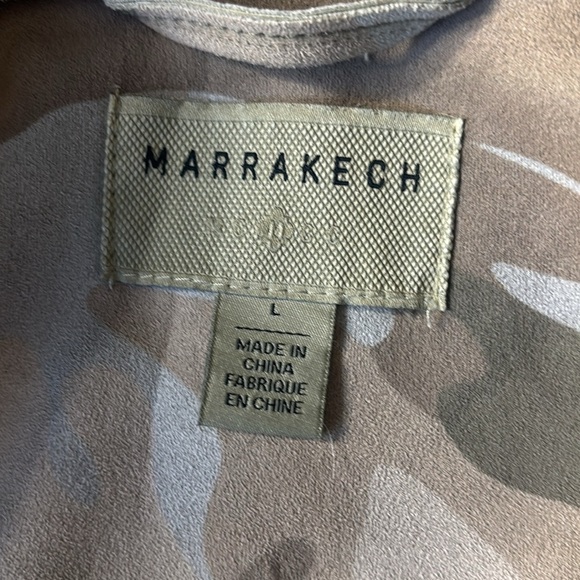 MARRAKECH
L
MADE IN
CHINA
FABRIQUE
EN CHINE